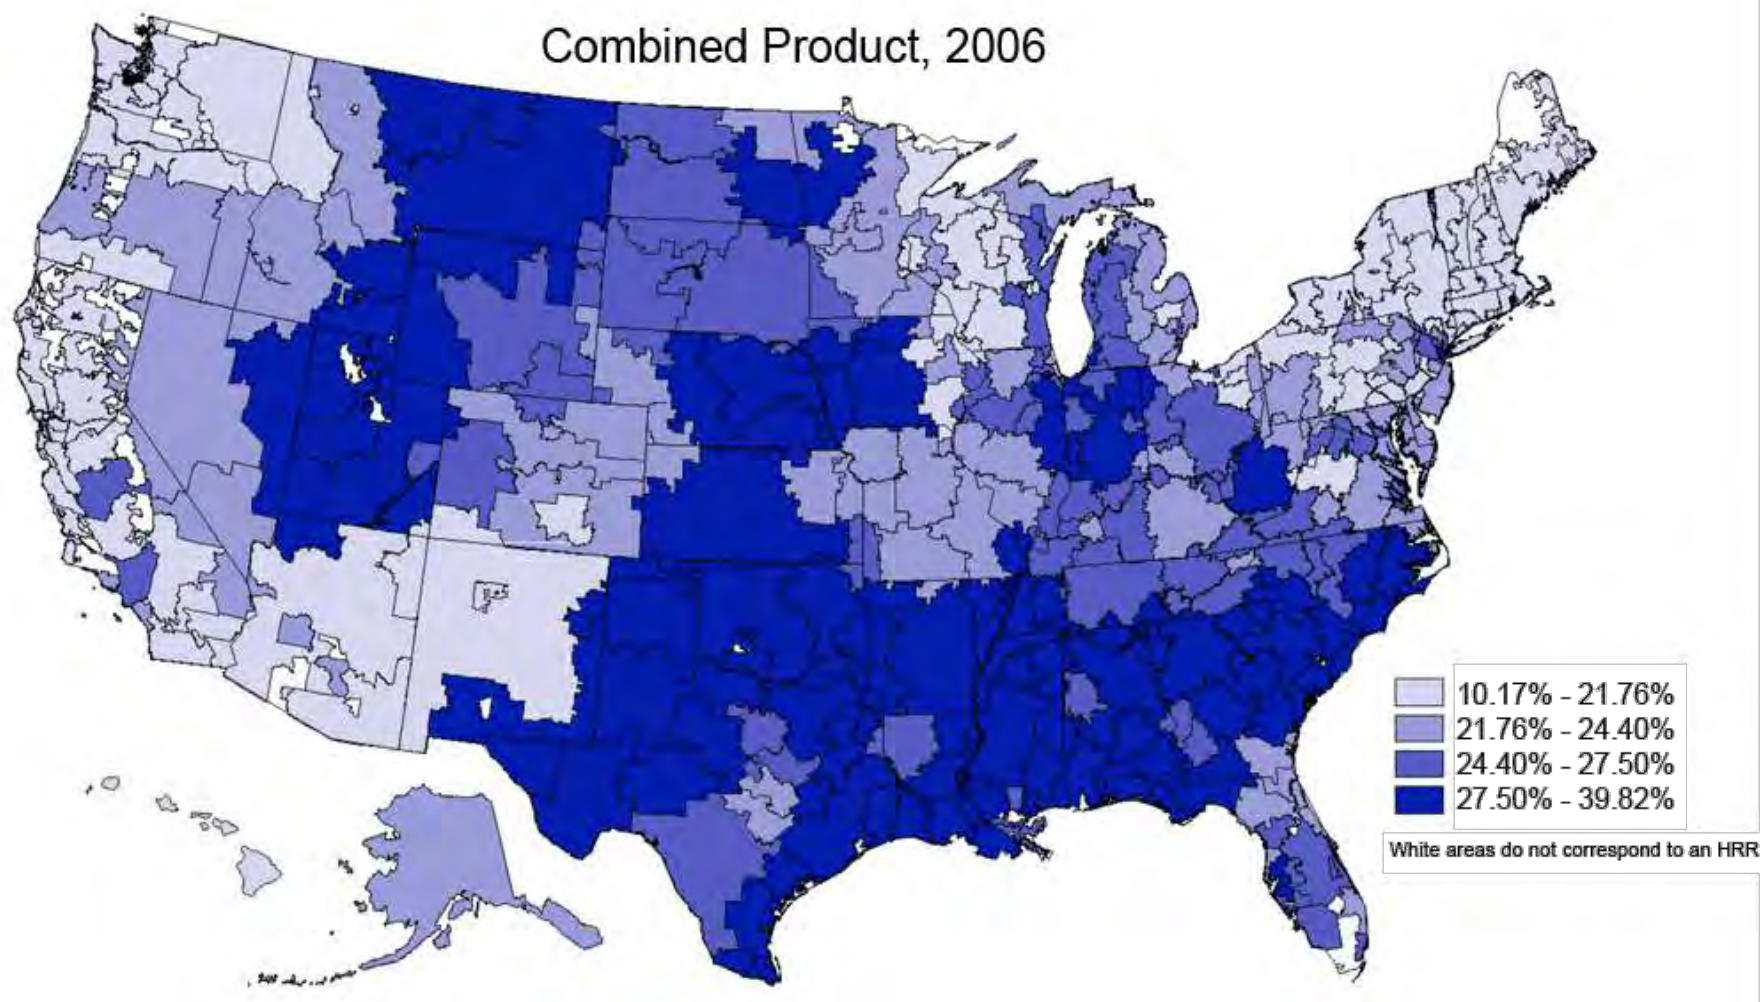 Combined Product, 2006
10.17% - 21.76%
21.76% - 24.40%
24.40% - 27.50%
27.50% - 39.82%
White areas do not correspond to an HRR